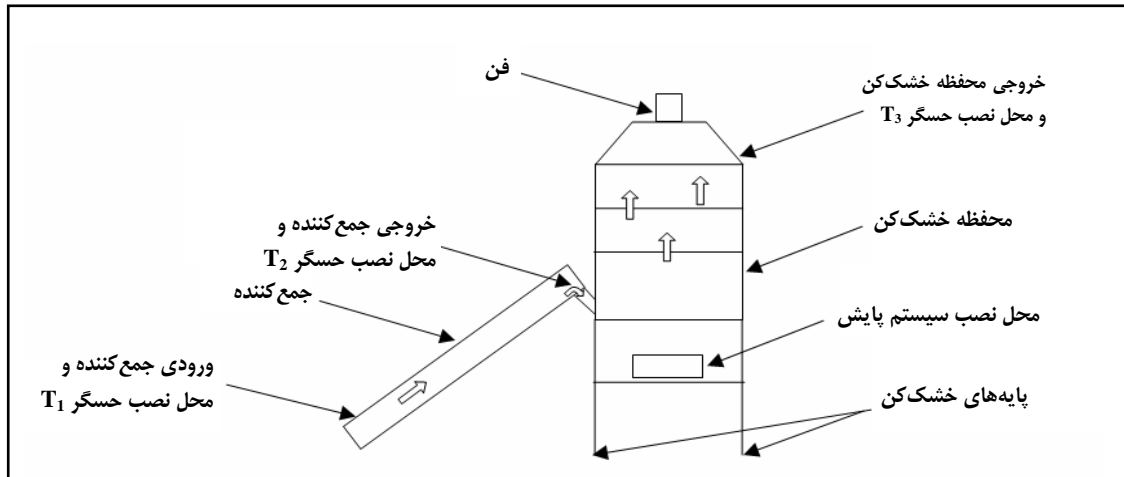 فن
خروجی محفظه خشک‌کن
و محل نصب حسگر T3
خروجی جمع‌کننده و
محل نصب حسگر T2
محفظه خشک‌کن
جمع‌کننده
محل نصب سیستم پایش
ورودی جمع‌کننده و
محل نصب حسگر T1
پایه‌های خشک‌کن